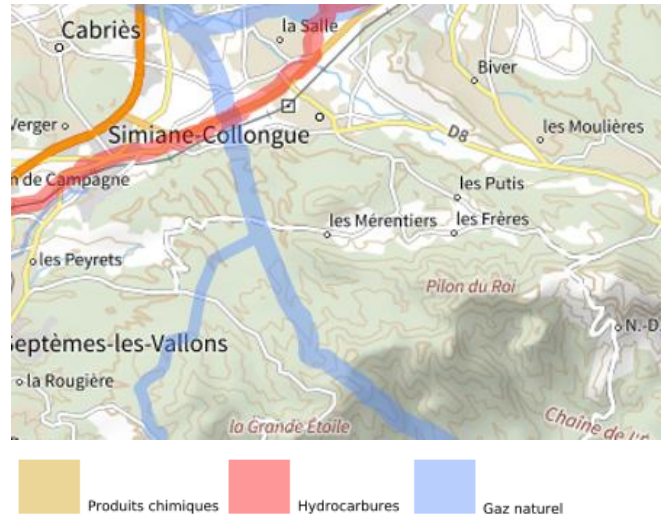 Cabriès
la Salle
Biver
Verger
Simiane-Collongue
D8
les Moulières
n de Campagne
les Putis
les Mérentiers
les Frères
les Peyrets
Pilon du Roi
Septèmes-les-Vallons
N.-D.
la Rougière
la Grande Étoile
Chaîne de l'É
Produits chimiques
Hydrocarbures
Gaz naturel